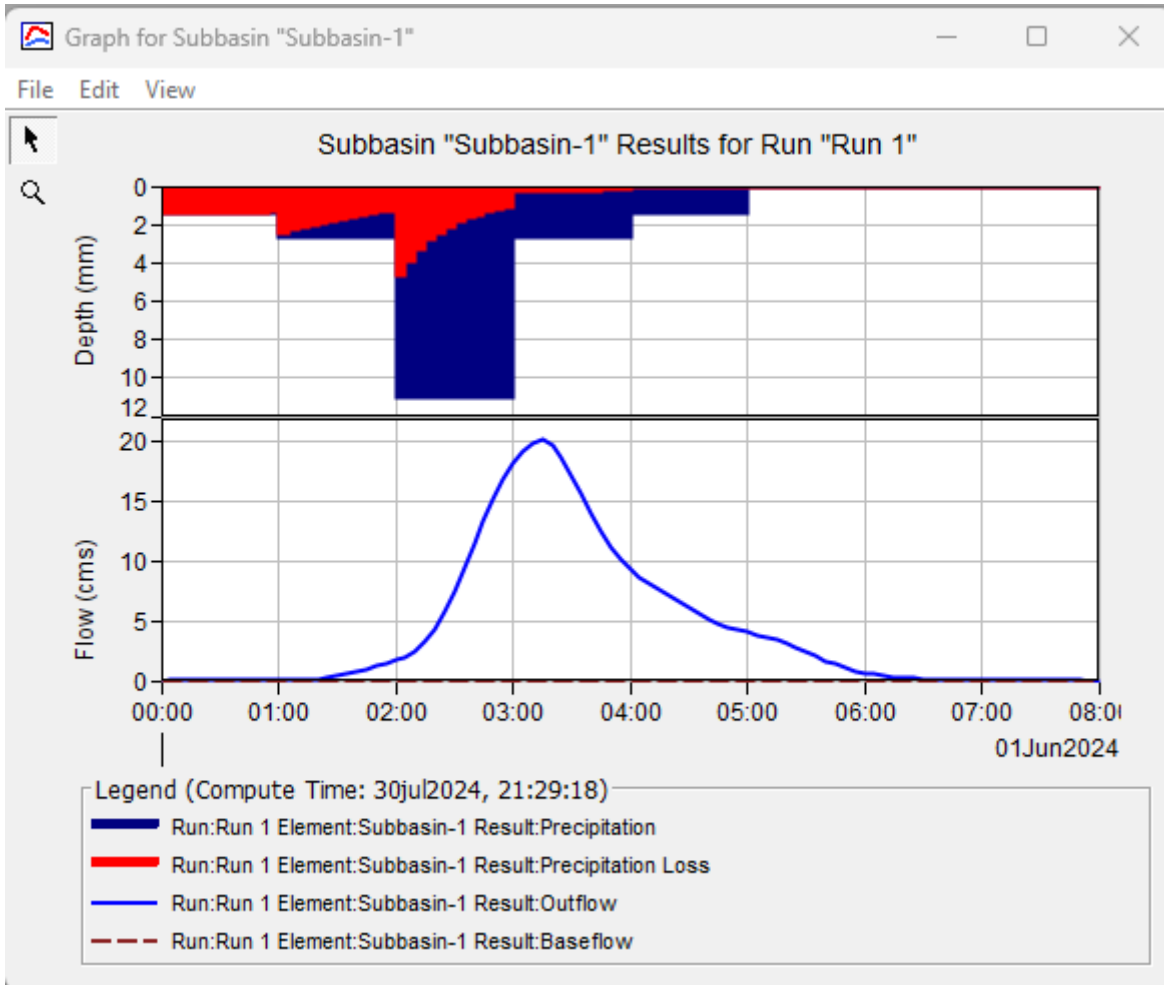 Graph for Subbasin "Subbasin-1"
File Edit View
Subbasin "Subbasin-1" Results for Run "Run 1"
Depth (mm)
0
2
4
6
8
10
12
Flow (cms)
20
15
10
5
0
00:00 01:00 02:00 03:00 04:00 05:00 06:00 07:00 08:0
01Jun2024
Legend (Compute Time: 30jul2024, 21:29:18)
Run:Run 1 Element:Subbasin-1 Result:Precipitation
Run:Run 1 Element:Subbasin-1 Result:Precipitation Loss
Run:Run 1 Element:Subbasin-1 Result:Outflow
Run:Run 1 Element:Subbasin-1 Result:Baseflow